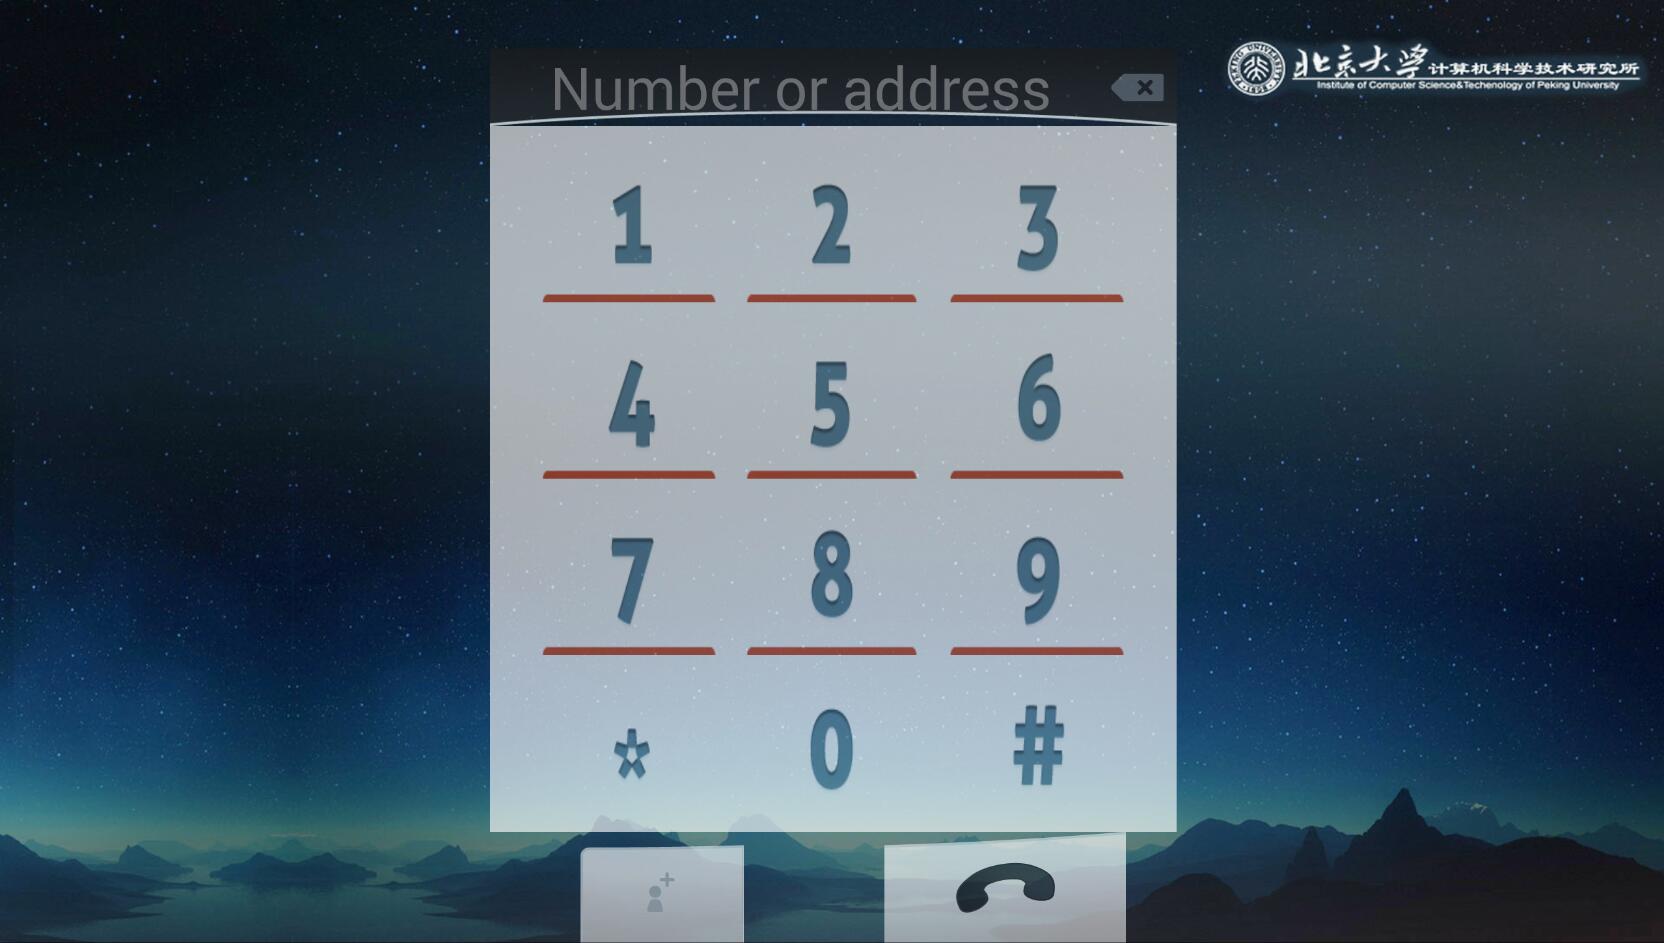 Number or address
北京大学计算机科学技术研究所
Institute of Computer Science&Techenology of Peking University
1 2 3
4 5 6
7 8 9
* 0 #